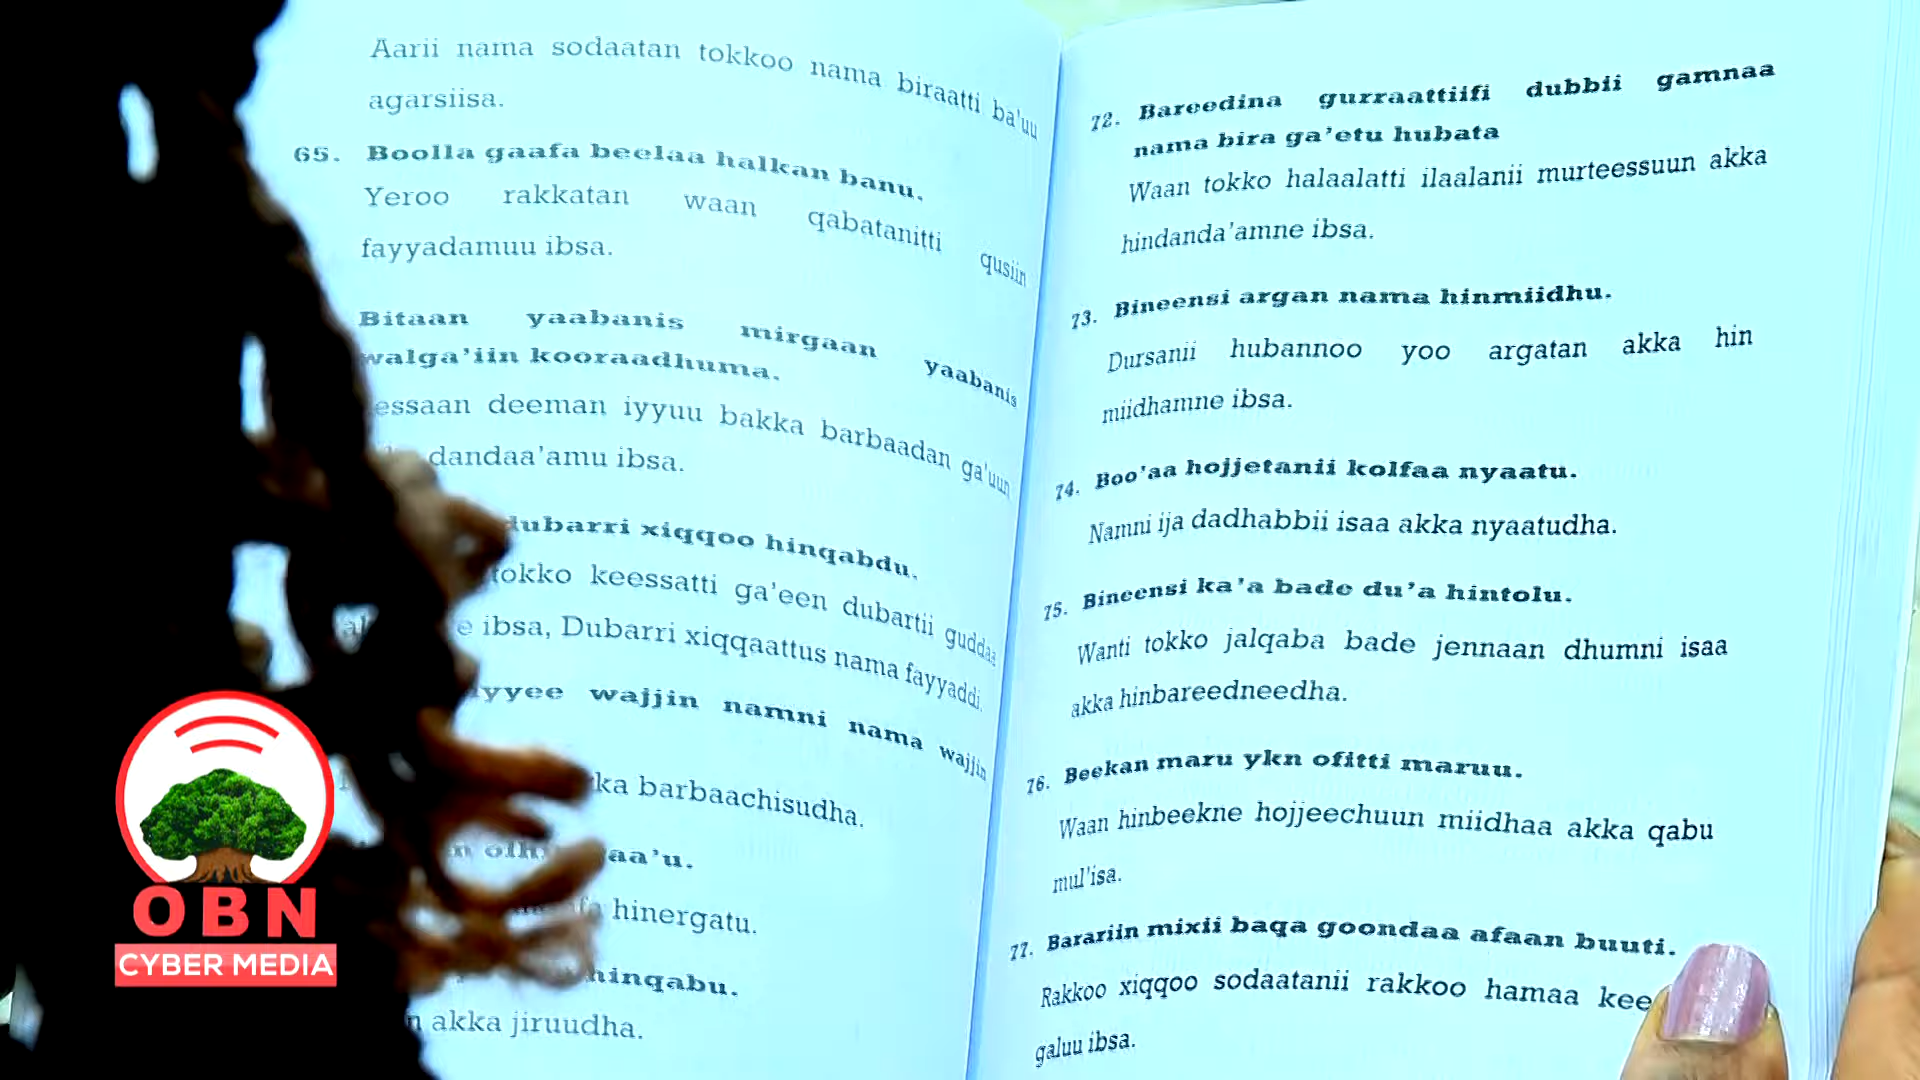 Aarii nama sodaatan tokkoo nama biraatti ba'uu
agarsiisa.
65. Boolla gaafa beelaa halkan banu.
Yeroo rakkatan waan qabatanitti qusiin
fayyadamuu ibsa.
Bitaan yaabanis mirgaan yaabanis
walga'iin kooraadhuma.
essaan deeman iyyuu bakka barbaadan ga'uun
dandaa'amu ibsa.
dubarri xiqqoo hinqabdu.
tokko keessatti ga'een dubartii guddaa
e ibsa, Dubarri xiqqaattus nama fayyaddi.
iyyee wajjin namni nama wajjin
ka barbaachisudha.
aa'u.
hinergatu.
hinqabu.
n akka jiruudha.
72. Bareedina gurraattiifi dubbii gamnaa
nama bira ga'etu hubata
Waan tokko halaalatti ilaalanii murteessuun akka
hindanda'amne ibsa.
73. Bineensi argan nama hinmiidhu.
Dursanii hubannoo yoo argatan akka hin
miidhamne ibsa.
74. Boo'aa hojjetanii kolfaa nyaatu.
Namni ija dadhabbii isaa akka nyaatudha.
75. Bineensi ka'a bade du'a hintolu.
Wanti tokko jalqaba bade jennaan dhumni isaa
akka hinbareedneedha.
76. Beekan maru ykn ofitti maruu.
Waan hinbeekne hojjeechuun miidhaa akka qabu
mul'isa.
77. Barariin mixii baqa goondaa afaan buuti.
Rakkoo xiqqoo sodaatanii rakkoo hamaa kee
galuu ibsa.
OBN
CYBER MEDIA